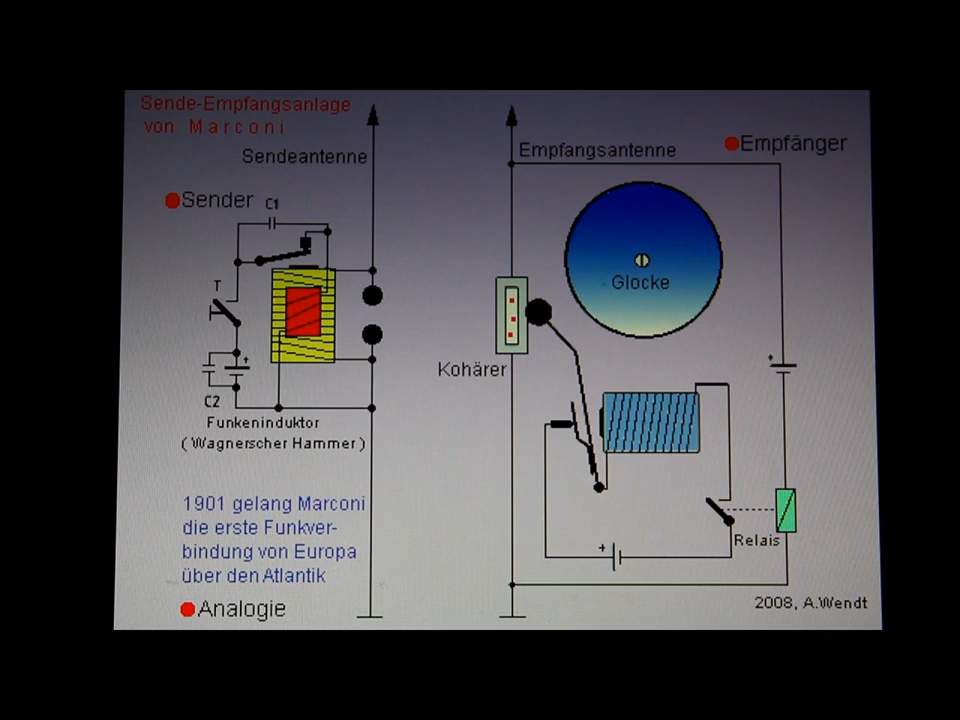 Sende-Empfangsanlage
von Marconi
Sendeantenne
Empfangsantenne
Empfänger
Sender
C1
Glocke
T
+
+
Kohärer
C2
Funkeninduktor
( Wagnerscher Hammer )
1901 gelang Marconi
die erste Funkver-
bindung von Europa
über den Atlantik
Relais
+
Analogie
2008, A.Wendt